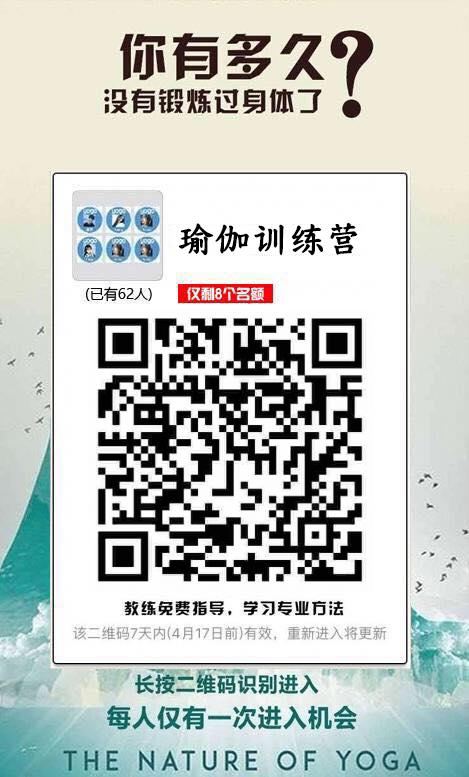 你有多久
没有锻炼过身体了？
瑜伽训练营
(已有62人)
仅剩8个名额
教练免费指导，学习专业方法
该二维码7天内(4月17日前)有效，重新进入将更新
长按二维码识别进入
每人仅有一次进入机会
THE NATURE OF YOGA